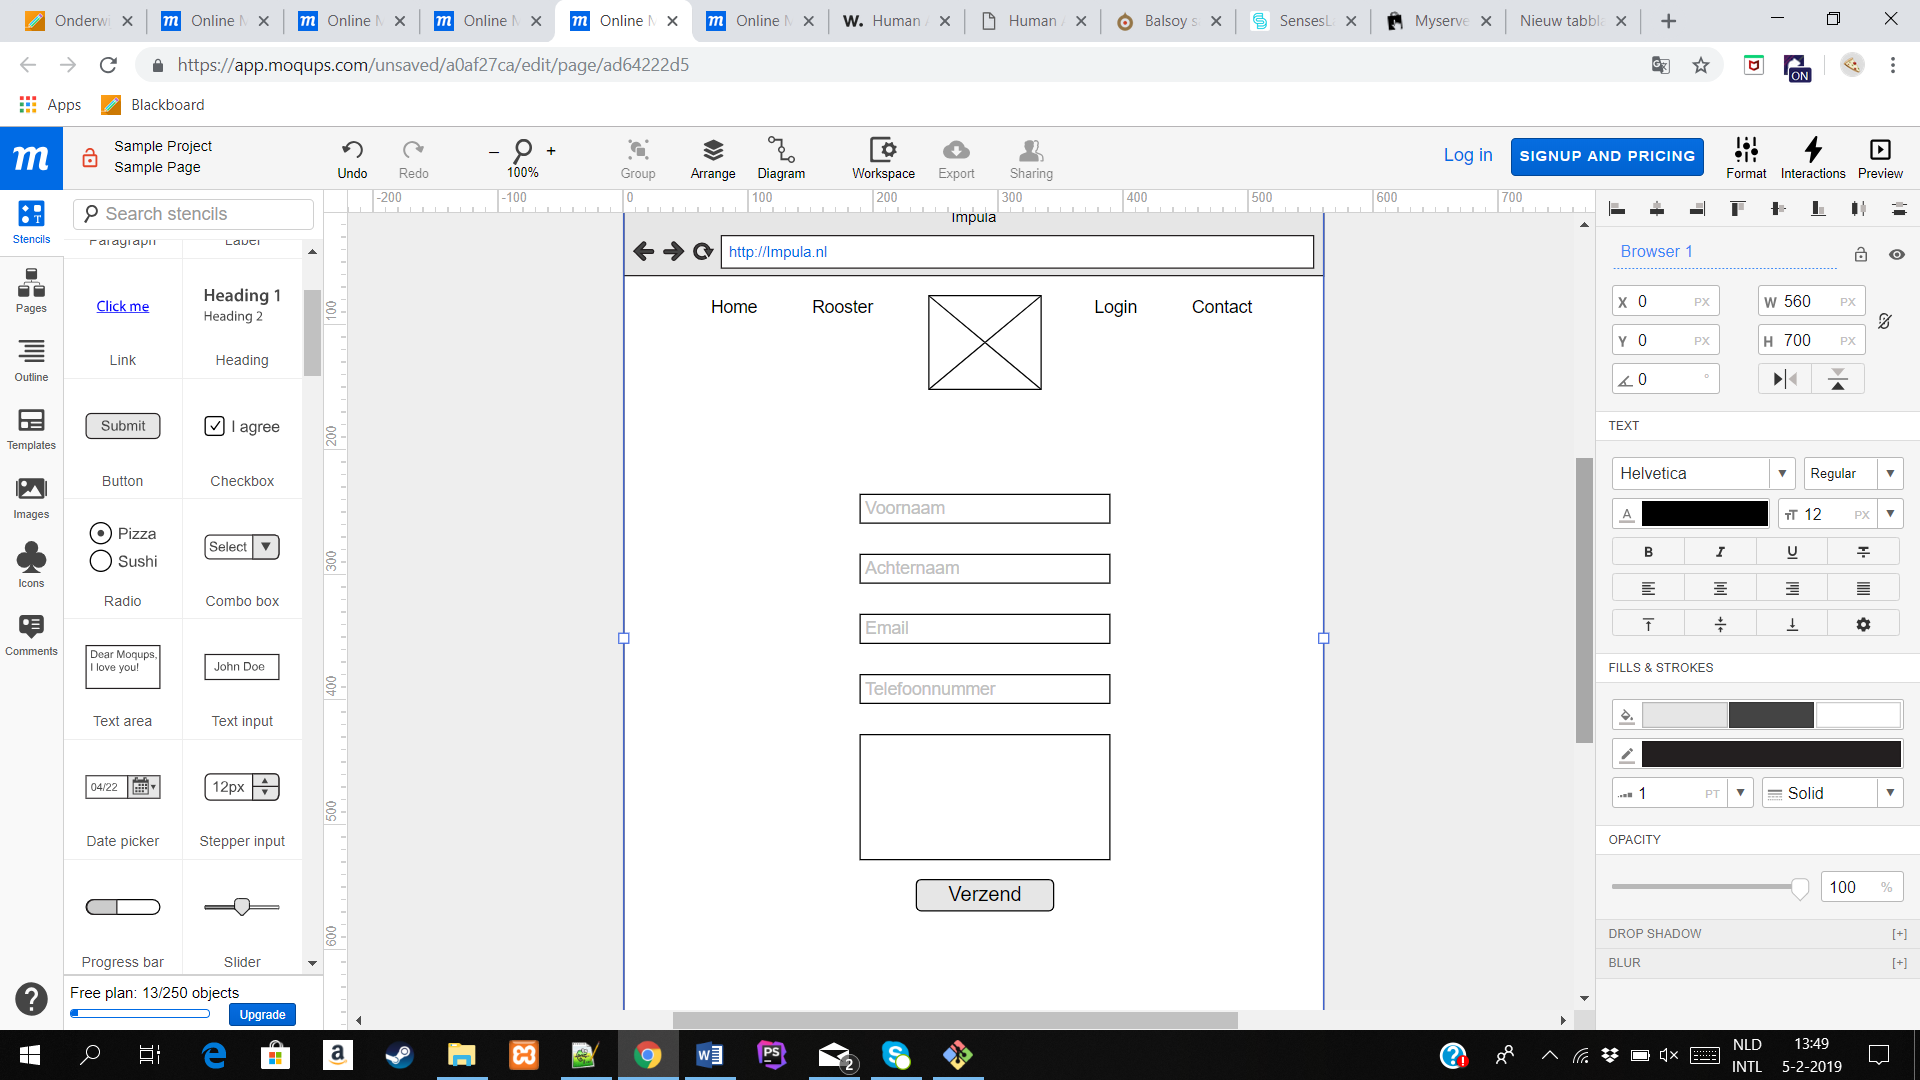 Onderwi
Online M
Online M
Online M
Online M
Online M
W. Human A
Human A
Balsoy s
SensesLa
Myserve
Nieuw tabbla
https://app.moqups.com/unsaved/a0af27ca/edit/page/ad64222d5
ON
Apps
Blackboard
m
Sample Project
Sample Page
Undo
Redo
100%
Group
Arrange
Diagram
Workspace
Export
Sharing
Log in
SIGNUP AND PRICING
Format
Interactions
Preview
Stencils
Pages
Outline
Templates
Images
Icons
Comments
Search stencils
Paragraph
Label
Click me
Heading 1
Heading 2
Link
Heading
Submit
I agree
Button
Checkbox
Pizza
Sushi
Select
Radio
Combo box
Dear Moqups,
I love you!
John Doe
Text area
Text input
04/22
12px
Date picker
Stepper input
Progress bar
Slider
Free plan: 13/250 objects
Upgrade
-200 -100 0 100 200 300 400 500 600 700
100
200
300
400
500
600
Impula
http://Impula.nl
Home
Rooster
Login
Contact
Voornaam
Achternaam
Email
Telefoonnummer
Verzend
Browser 1
X 0 PX
W 560 PX
Y 0 PX
H 700 PX
0 °
TEXT
Helvetica
Regular
A
TT 12 PX
B I U
FILLS & STROKES
1 PT
Solid
OPACITY
100 %
DROP SHADOW [+]
BLUR [+]
2
NLD
INTL
13:49
5-2-2019